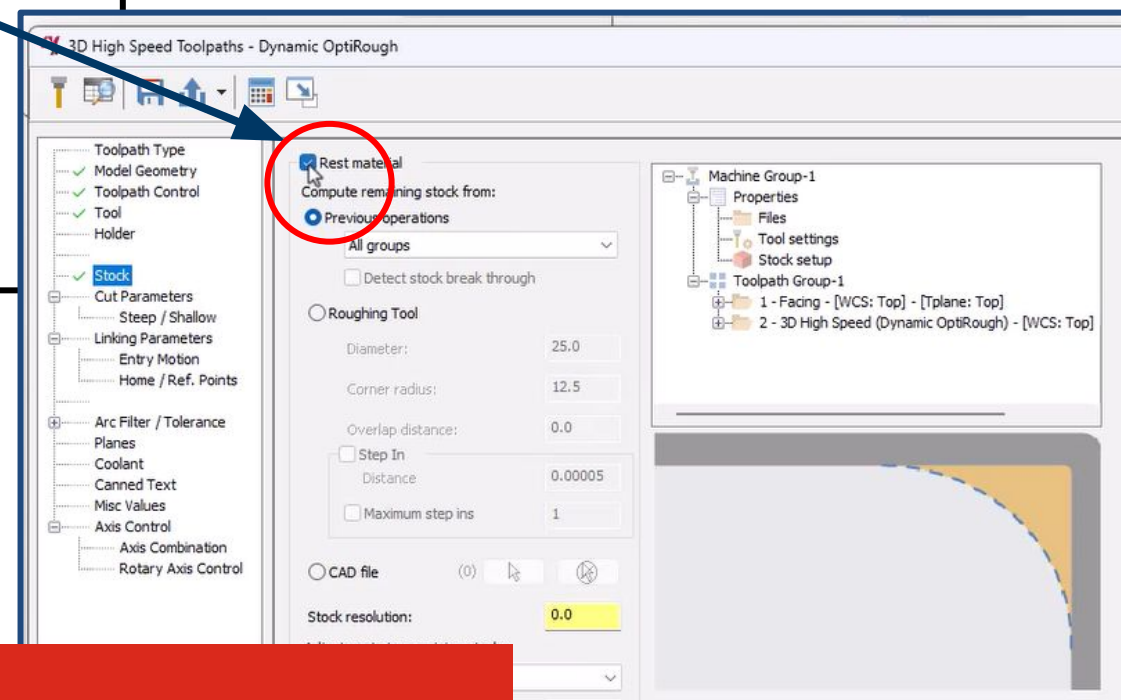 3D High Speed Toolpaths - Dynamic OptiRough
Toolpath Type
Model Geometry
Toolpath Control
Tool
Holder
Stock
Cut Parameters
Steep / Shallow
Linking Parameters
Entry Motion
Home / Ref. Points
Arc Filter / Tolerance
Planes
Coolant
Canned Text
Misc Values
Axis Control
Axis Combination
Rotary Axis Control
Rest material
Compute remaining stock from:
Previous operations
All groups
Detect stock break through
Roughing Tool
Diameter: 25.0
Corner radius: 12.5
Overlap distance: 0.0
Step In
Distance 0.00005
Maximum step ins 1
CAD file (0)
Stock resolution: 0.0
Machine Group-1
Properties
Files
Tool settings
Stock setup
Toolpath Group-1
1 - Facing - [WCS: Top] - [Tplane: Top]
2 - 3D High Speed (Dynamic OptiRough) - [WCS: Top]